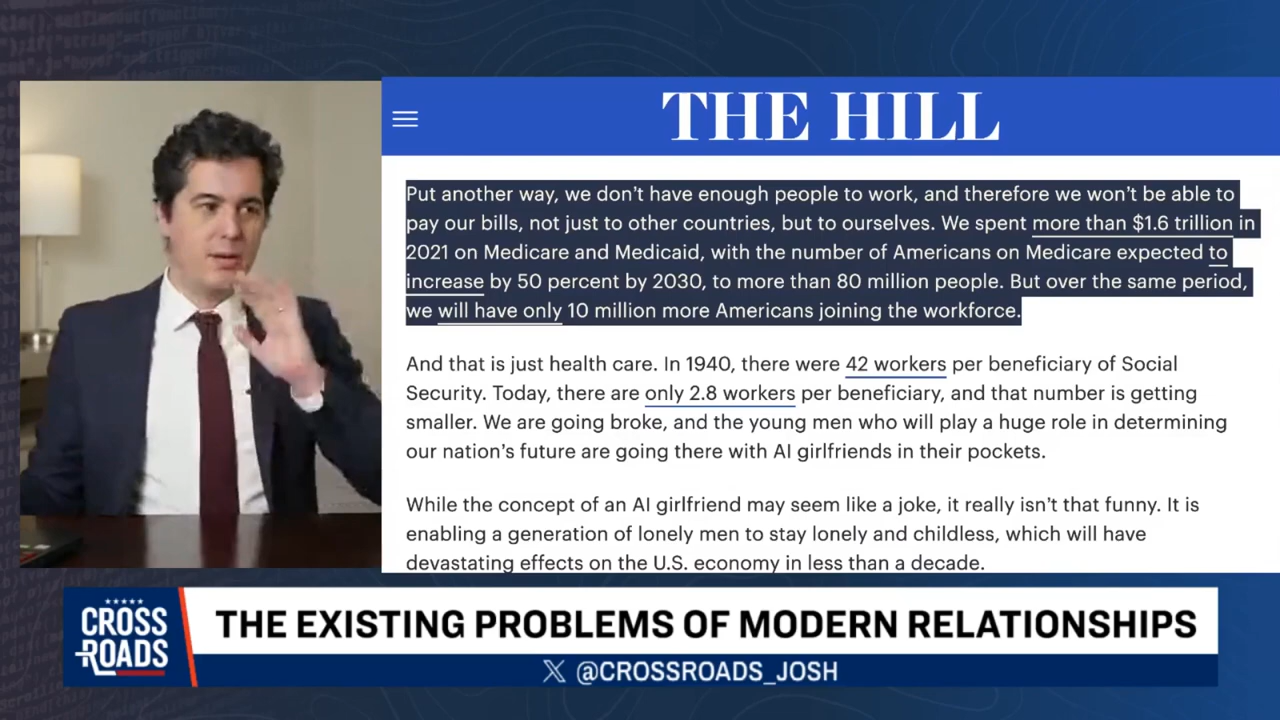 THE HILL
Put another way, we don't have enough people to work, and therefore we won't be able to
pay our bills, not just to other countries, but to ourselves. We spent more than $1.6 trillion in
2021 on Medicare and Medicaid, with the number of Americans on Medicare expected to
increase by 50 percent by 2030, to more than 80 million people. But over the same period,
we will have only 10 million more Americans joining the workforce.
And that is just health care. In 1940, there were 42 workers per beneficiary of Social
Security. Today, there are only 2.8 workers per beneficiary, and that number is getting
smaller. We are going broke, and the young men who will play a huge role in determining
our nation's future are going there with AI girlfriends in their pockets.
While the concept of an AI girlfriend may seem like a joke, it really isn't that funny. It is
enabling a generation of lonely men to stay lonely and childless, which will have
devastating effects on the U.S. economy in less than a decade.
CROSS
ROADS
THE EXISTING PROBLEMS OF MODERN RELATIONSHIPS
X @CROSSROADS_JOSH